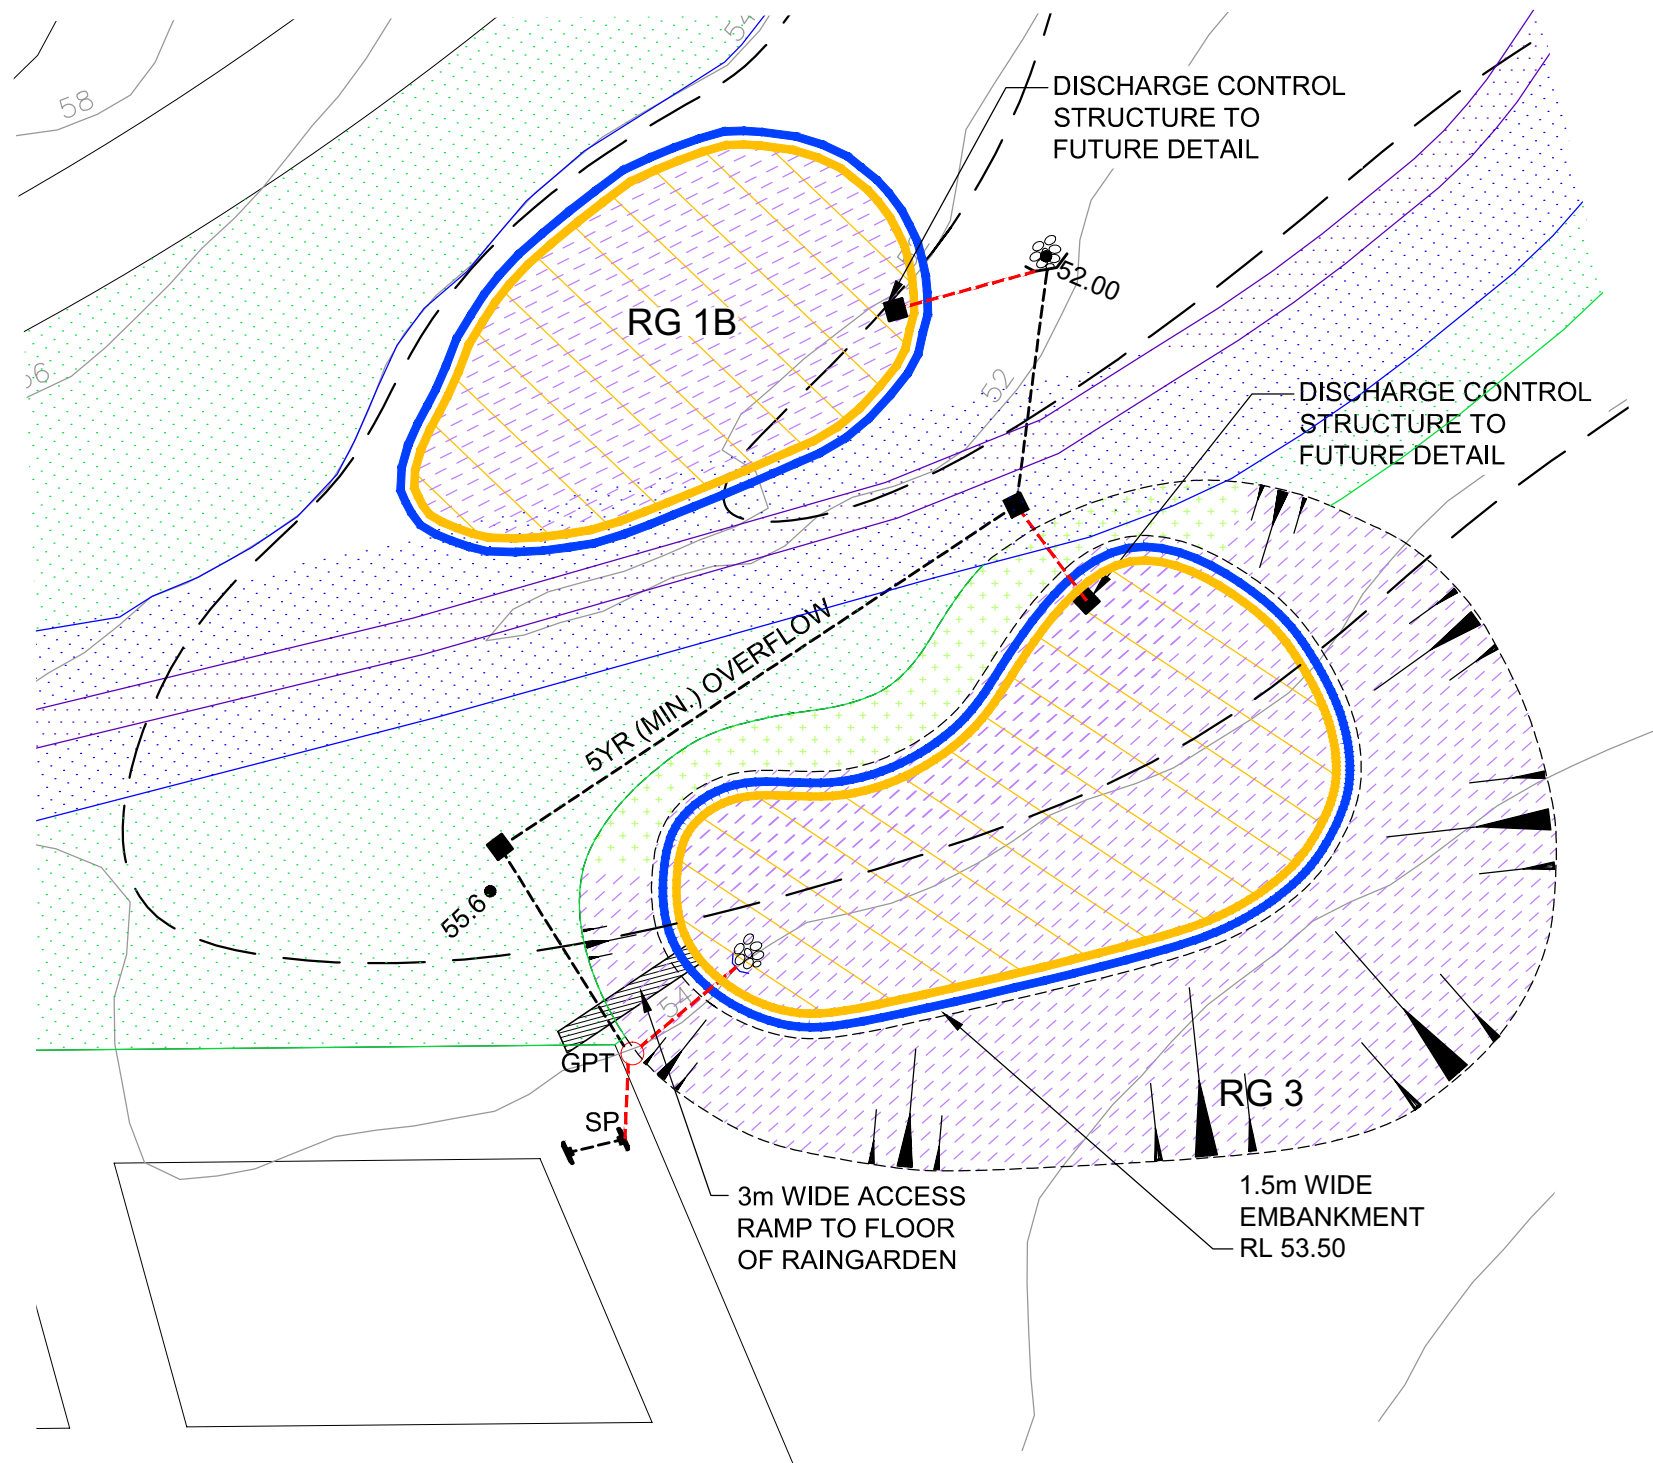 54
58
DISCHARGE CONTROL
STRUCTURE TO
FUTURE DETAIL
52.00
RG 1B
52
DISCHARGE CONTROL
STRUCTURE TO
FUTURE DETAIL
5YR (MIN.) OVERFLOW
55.6
54
GPT
SP
RG 3
3m WIDE ACCESS
RAMP TO FLOOR
OF RAINGARDEN
1.5m WIDE
EMBANKMENT
RL 53.50